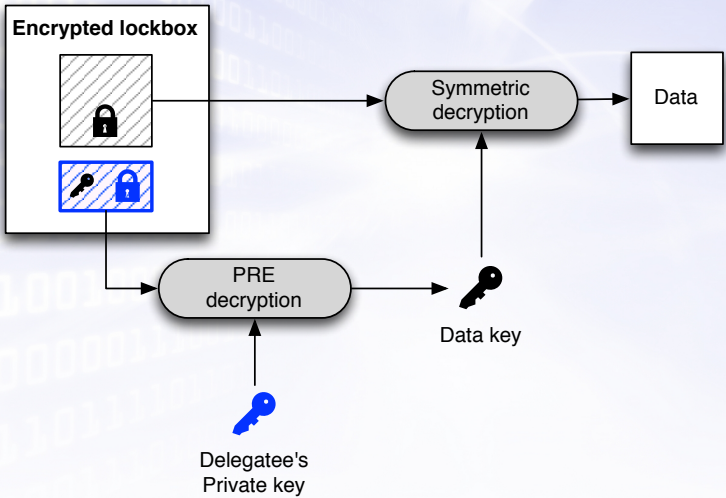 Encrypted lockbox
Symmetric
decryption
Data
PRE
decryption
Data key
Delegatee's
Private key